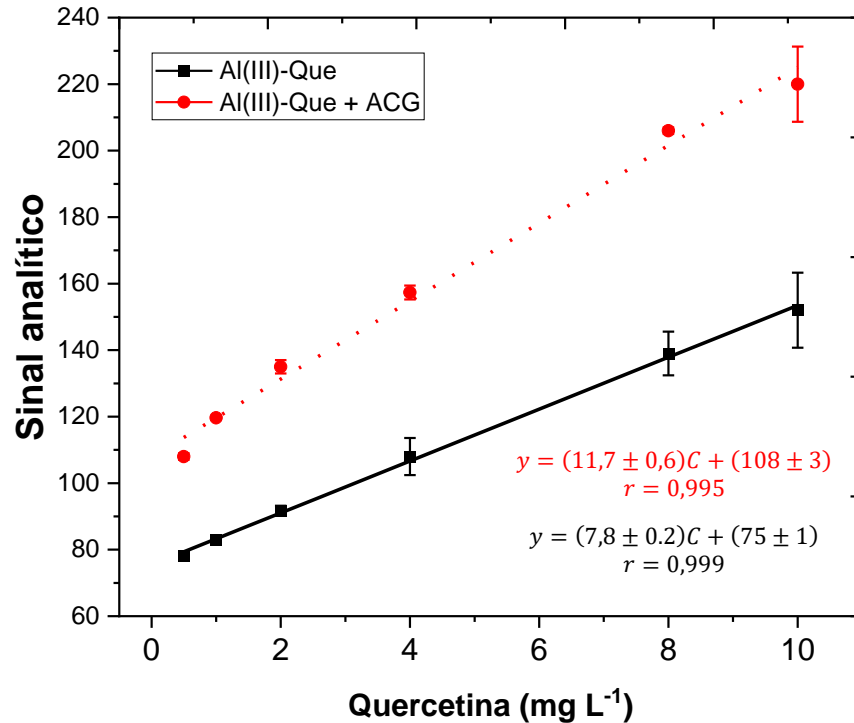 240
220
200
180
160
140
120
100
80
60
Sinal analítico
Al(III)-Que
Al(III)-Que + ACG
y = (11,7 ± 0,6)C + (108 ± 3)
r = 0,995
y = (7,8 ± 0.2)C + (75 ± 1)
r = 0,999
0 2 4 6 8 10
Quercetina (mg L⁻¹)